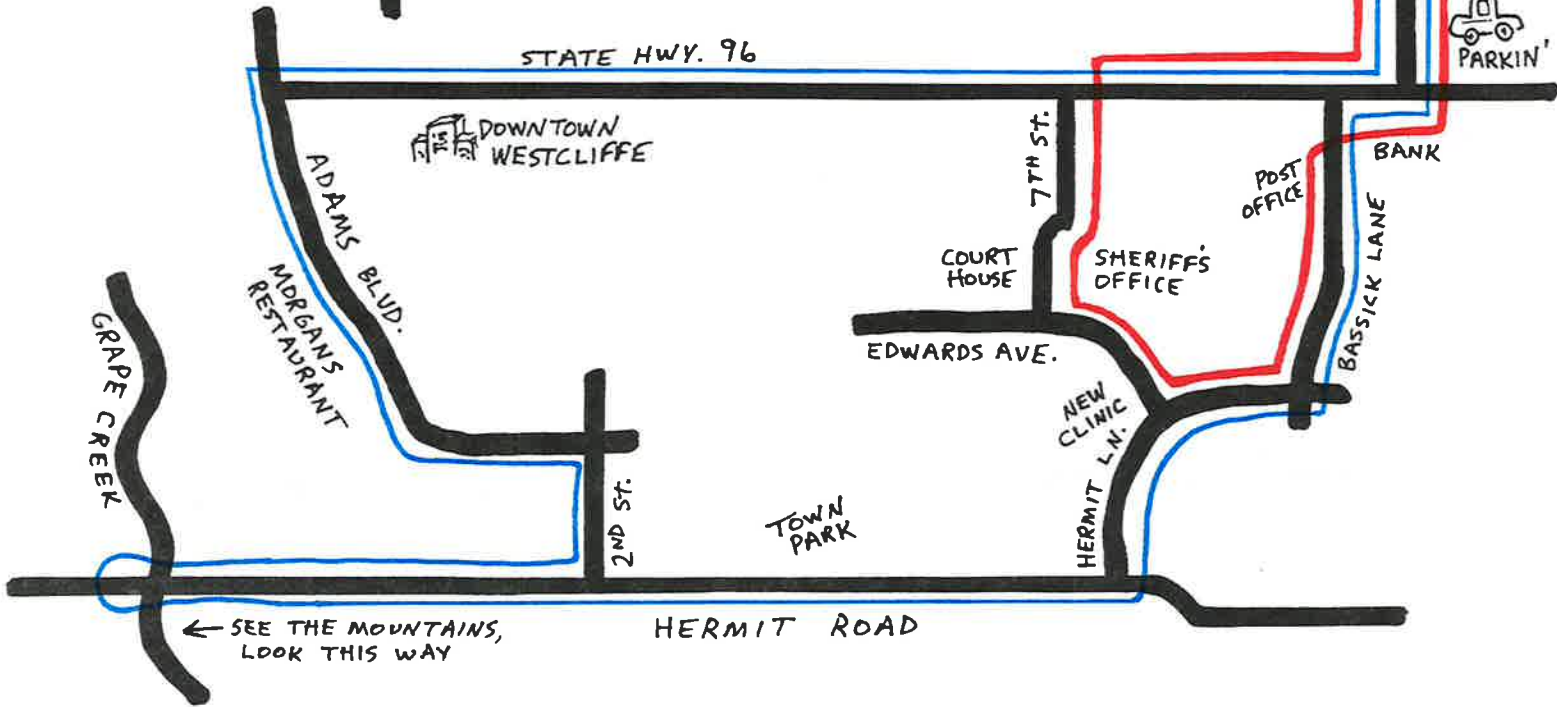 STATE HWY. 96
PARKIN'
DOWNTOWN
WESTCLIFFE
7TH ST.
BANK
POST
OFFICE
ADAMS BLVD.
MORGANS
RESTAURANT
COURT
HOUSE
SHERIFF'S
OFFICE
BASSICK LANE
GRAPE CREEK
EDWARDS AVE.
NEW
CLINIC
HERMIT LN.
2ND ST.
TOWN
PARK
← SEE THE MOUNTAINS,
LOOK THIS WAY
HERMIT ROAD